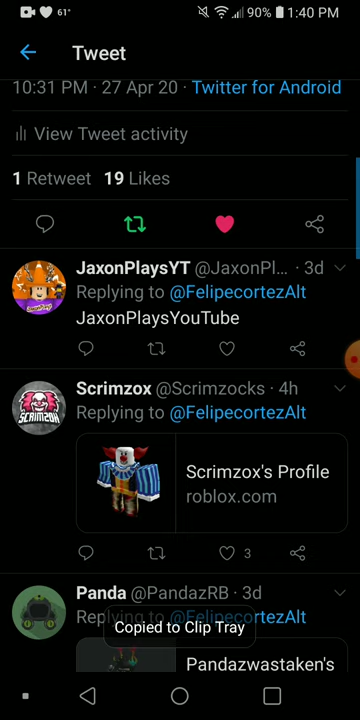 61° 90% 1:40 PM
Tweet
10:31 PM · 27 Apr 20 · Twitter for Android
View Tweet activity
1 Retweet 19 Likes
JaxonPlaysYT @JaxonPl... · 3d
Replying to @FelipecortezAlt
JaxonPlaysYouTube
Scrimzox @Scrimzocks · 4h
Replying to @FelipecortezAlt
SCRIMZOX
Scrimzox's Profile
roblox.com
3
Panda @PandazRB · 3d
Replying to @FelipecortezAlt
Copied to Clip Tray
Pandazwastaken's